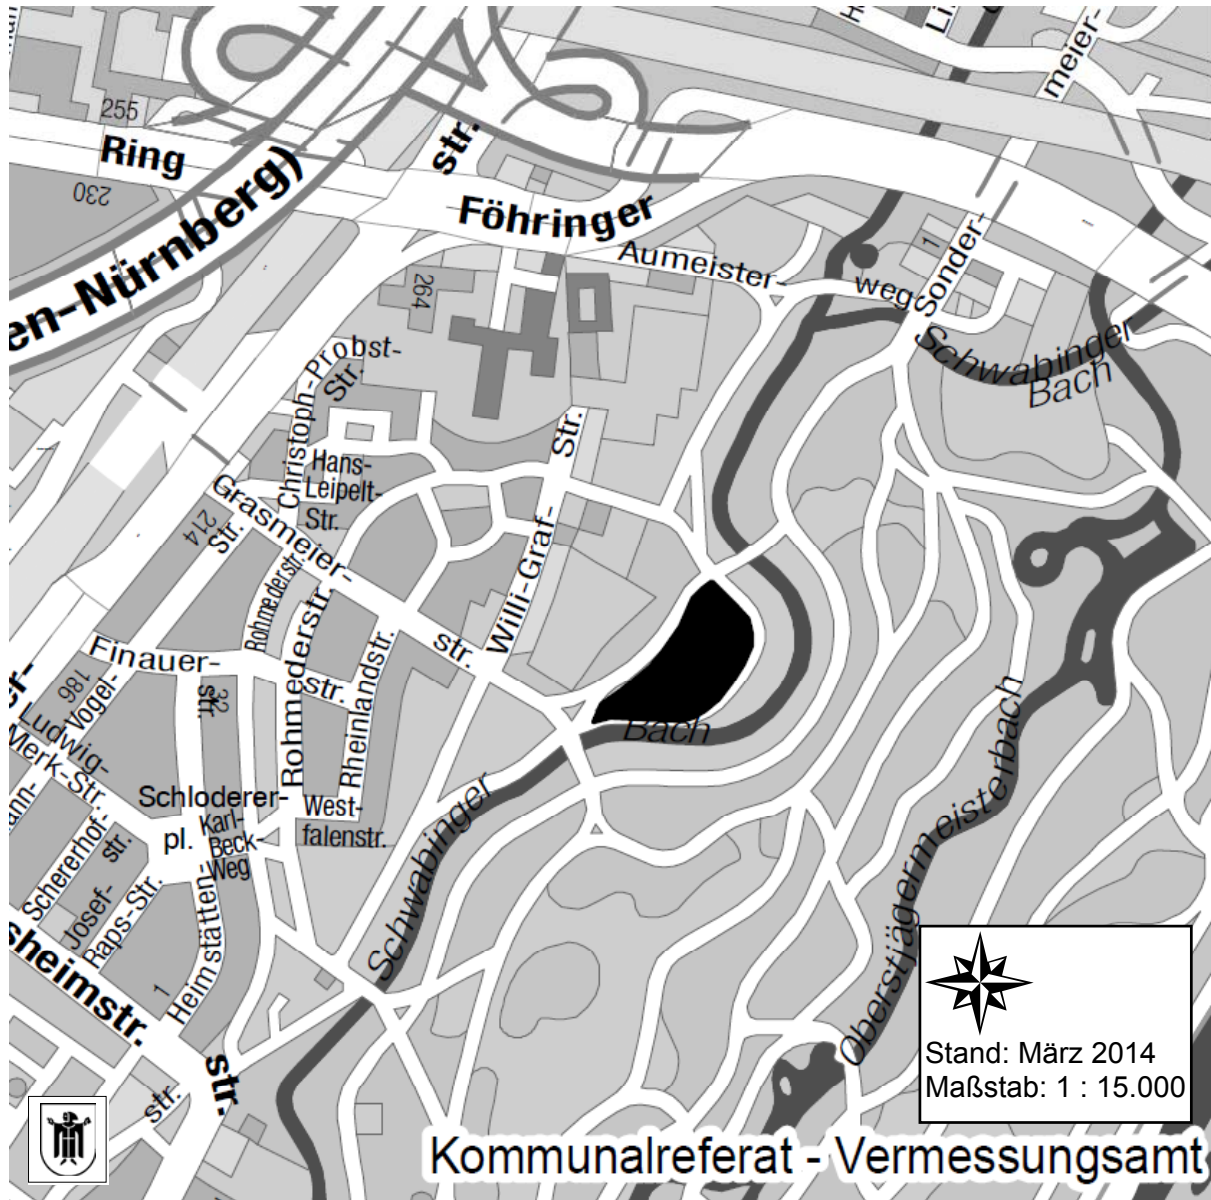 255
Ring
230
en-Nürnberg)
str.
Föhringer
Aumeister-
weg
1
Sonder-
meier-
Schwabinger
Bach
264
Christoph-Probst-
Str.
Hans-
Leipelt-
Str.
Str.
Willi-Graf-
Grasmeier-
str.
214
Str.
Rohmederstr.
Rohmederstr.
Rheinlandstr.
Finauer-
str.
str.
186
Vogel-
Ludwig-
Merk-Str.
Schloderer-
pl.
Karl-
Beck-
Weg
West-
falenstr.
Schererhof-
str.
Josef-
Raps-Str.
Heimstätten-
1
sheimstr.
str.
str.
Schwabinger
Bach
Oberstjägermeisterbach
Stand: März 2014
Maßstab: 1 : 15.000
Kommunalreferat - Vermessungsamt